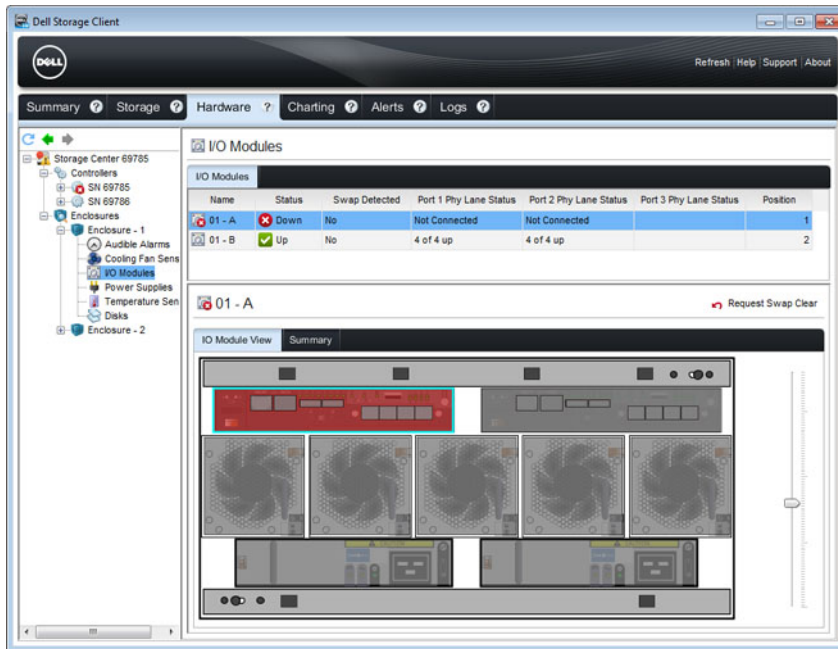 Dell Storage Client
DELL
Refresh Help Support About
Summary ? Storage ? Hardware ? Charting ? Alerts ? Logs ?
Storage Center 69785
Controllers
SN 69785
SN 69786
Enclosures
Enclosure - 1
Audible Alarms
Cooling Fan Sens
I/O Modules
Power Supplies
Temperature Sen
Disks
Enclosure - 2
I/O Modules
I/O Modules
Name Status Swap Detected Port 1 Phy Lane Status Port 2 Phy Lane Status Port 3 Phy Lane Status Position
01 - A Down No Not Connected Not Connected 1
01 - B Up No 4 of 4 up 4 of 4 up 2
01 - A
Request Swap Clear
IO Module View Summary
CAUTION
CAUTION